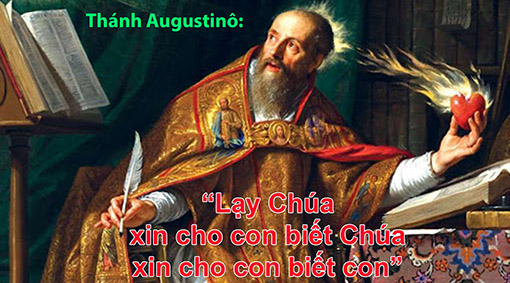 Thánh Augustinô:
“Lạy Chúa
xin cho con biết Chúa
xin cho con biết con”